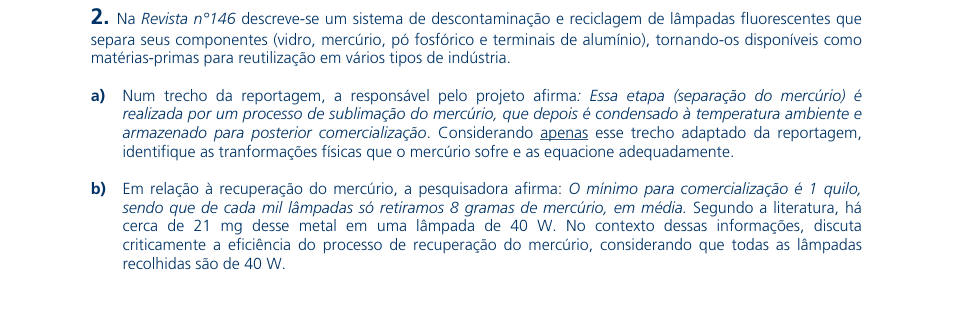 2. Na Revista n°146 descreve-se um sistema de descontaminação e reciclagem de lâmpadas fluorescentes que
separa seus componentes (vidro, mercúrio, pó fosfórico e terminais de alumínio), tornando-os disponíveis como
matérias-primas para reutilização em vários tipos de indústria.
a) Num trecho da reportagem, a responsável pelo projeto afirma: Essa etapa (separação do mercúrio) é
realizada por um processo de sublimação do mercúrio, que depois é condensado à temperatura ambiente e
armazenado para posterior comercialização. Considerando apenas esse trecho adaptado da reportagem,
identifique as tranformações físicas que o mercúrio sofre e as equacione adequadamente.
b) Em relação à recuperação do mercúrio, a pesquisadora afirma: O mínimo para comercialização é 1 quilo,
sendo que de cada mil lâmpadas só retiramos 8 gramas de mercúrio, em média. Segundo a literatura, há
cerca de 21 mg desse metal em uma lâmpada de 40 W. No contexto dessas informações, discuta
criticamente a eficiência do processo de recuperação do mercúrio, considerando que todas as lâmpadas
recolhidas são de 40 W.